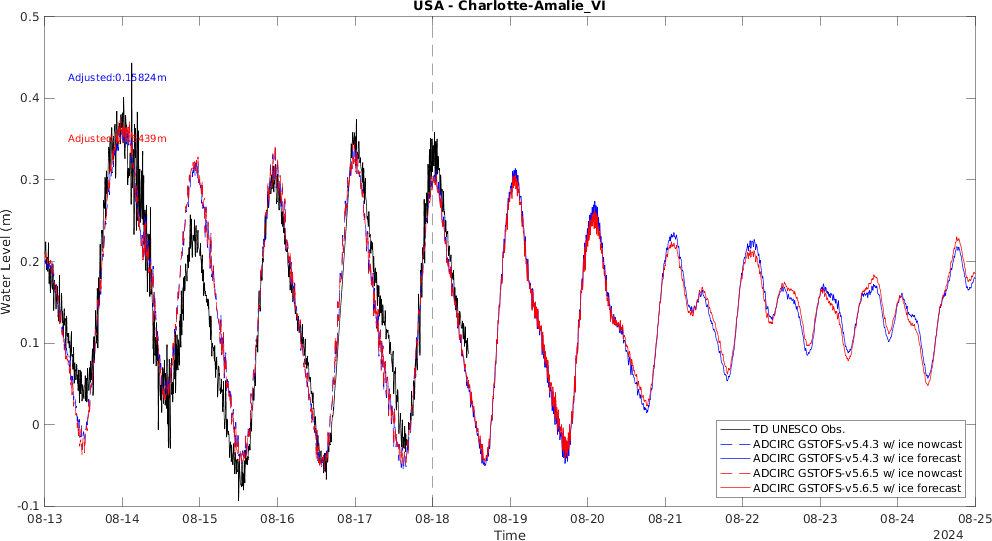 USA - Charlotte-Amalie_VI
Water Level (m)
0.5
0.4
0.3
0.2
0.1
0
-0.1
Adjusted:0.15824m
08-13
08-14
08-15
08-16
08-17
08-18
08-19
08-20
08-21
08-22
08-23
08-24
08-25
Time
2024
TD UNESCO Obs.
ADCIRC GSTOFS-v5.4.3 w/ ice nowcast
ADCIRC GSTOFS-v5.4.3 w/ ice forecast
ADCIRC GSTOFS-v5.6.5 w/ ice nowcast
ADCIRC GSTOFS-v5.6.5 w/ ice forecast